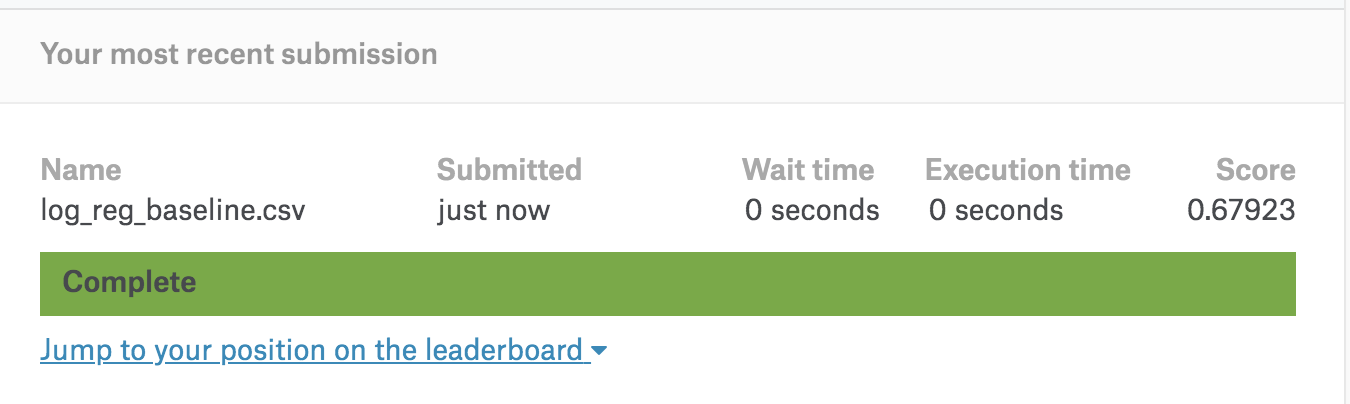 Your most recent submission
Name Submitted Wait time Execution time Score
log_reg_baseline.csv just now 0 seconds 0 seconds 0.67923
Complete
Jump to your position on the leaderboard